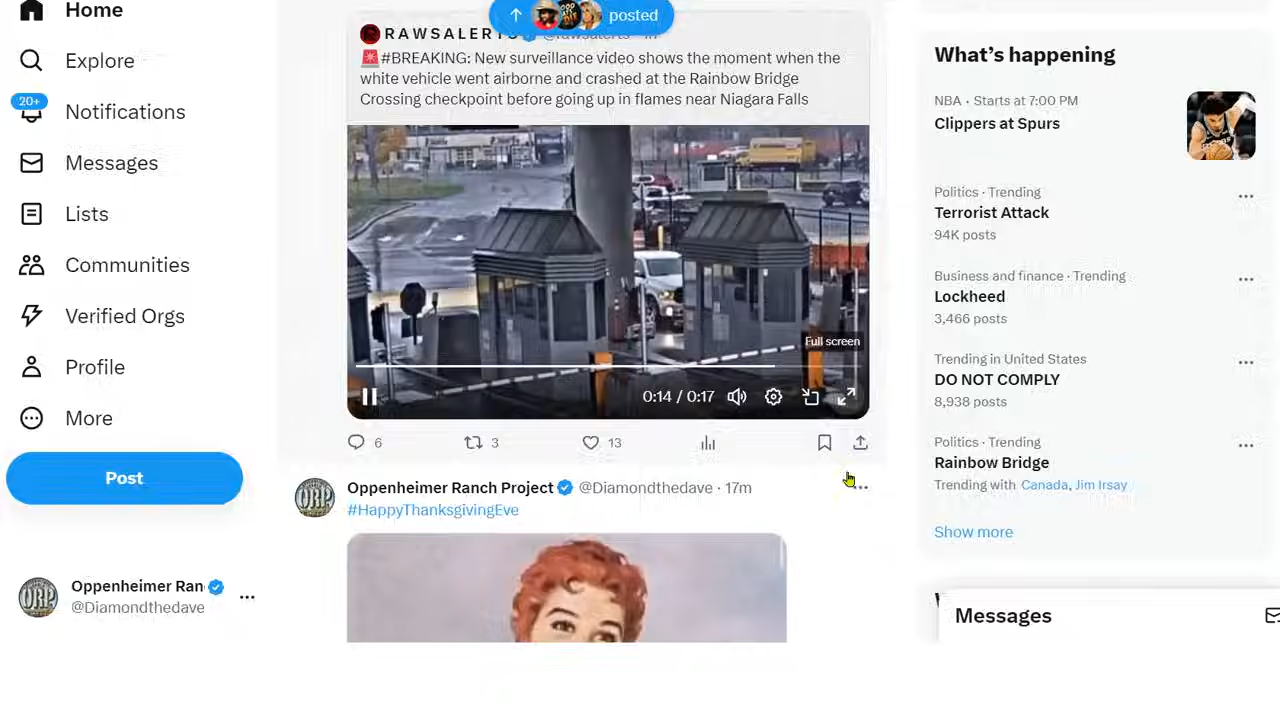 Home
Explore
20+
Notifications
Messages
Lists
Communities
Verified Orgs
Profile
More
Post
Oppenheimer Ran
@Diamondthedave
posted
RAWSALERTS @rawsalerts
🚨#BREAKING: New surveillance video shows the moment when the
white vehicle went airborne and crashed at the Rainbow Bridge
Crossing checkpoint before going up in flames near Niagara Falls
Full screen
0:14 / 0:17
6
3
13
Oppenheimer Ranch Project @Diamondthedave · 17m
#HappyThanksgivingEve
What's happening
NBA · Starts at 7:00 PM
Clippers at Spurs
Politics · Trending
Terrorist Attack
94K posts
Business and finance · Trending
Lockheed
3,466 posts
Trending in United States
DO NOT COMPLY
8,938 posts
Politics · Trending
Rainbow Bridge
Trending with Canada, Jim Irsay
Show more
Messages